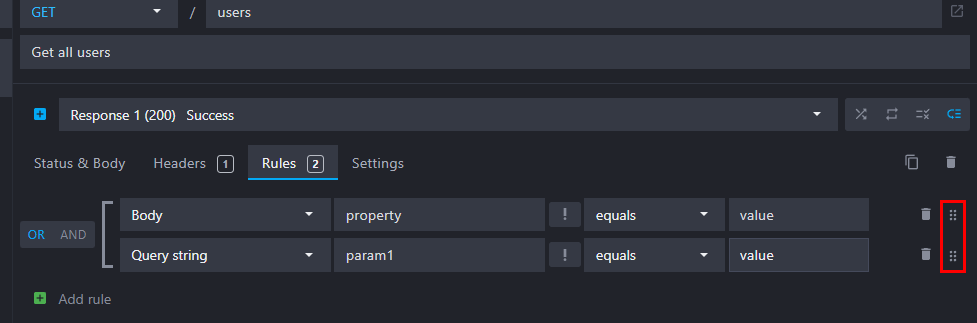 GET / users
Get all users
Response 1 (200) Success
Status & Body Headers 1 Rules 2 Settings
Body property ! equals value
OR AND
Query string param1 ! equals value
Add rule